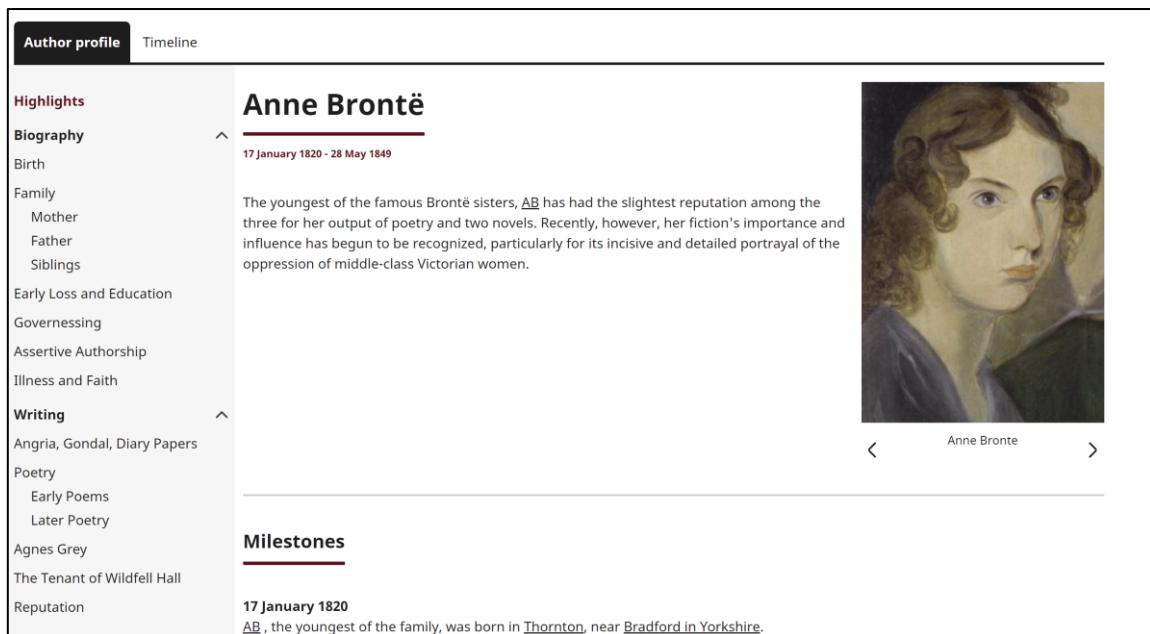 Author profile
Timeline
Highlights
Biography
Birth
Family
Mother
Father
Siblings
Early Loss and Education
Governessing
Assertive Authorship
Illness and Faith
Writing
Angria, Gondal, Diary Papers
Poetry
Early Poems
Later Poetry
Agnes Grey
The Tenant of Wildfell Hall
Reputation
Anne Brontë
17 January 1820 - 28 May 1849
The youngest of the famous Brontë sisters, AB has had the slightest reputation among the
three for her output of poetry and two novels. Recently, however, her fiction's importance and
influence has begun to be recognized, particularly for its incisive and detailed portrayal of the
oppression of middle-class Victorian women.
Anne Bronte
Milestones
17 January 1820
AB , the youngest of the family, was born in Thornton, near Bradford in Yorkshire.